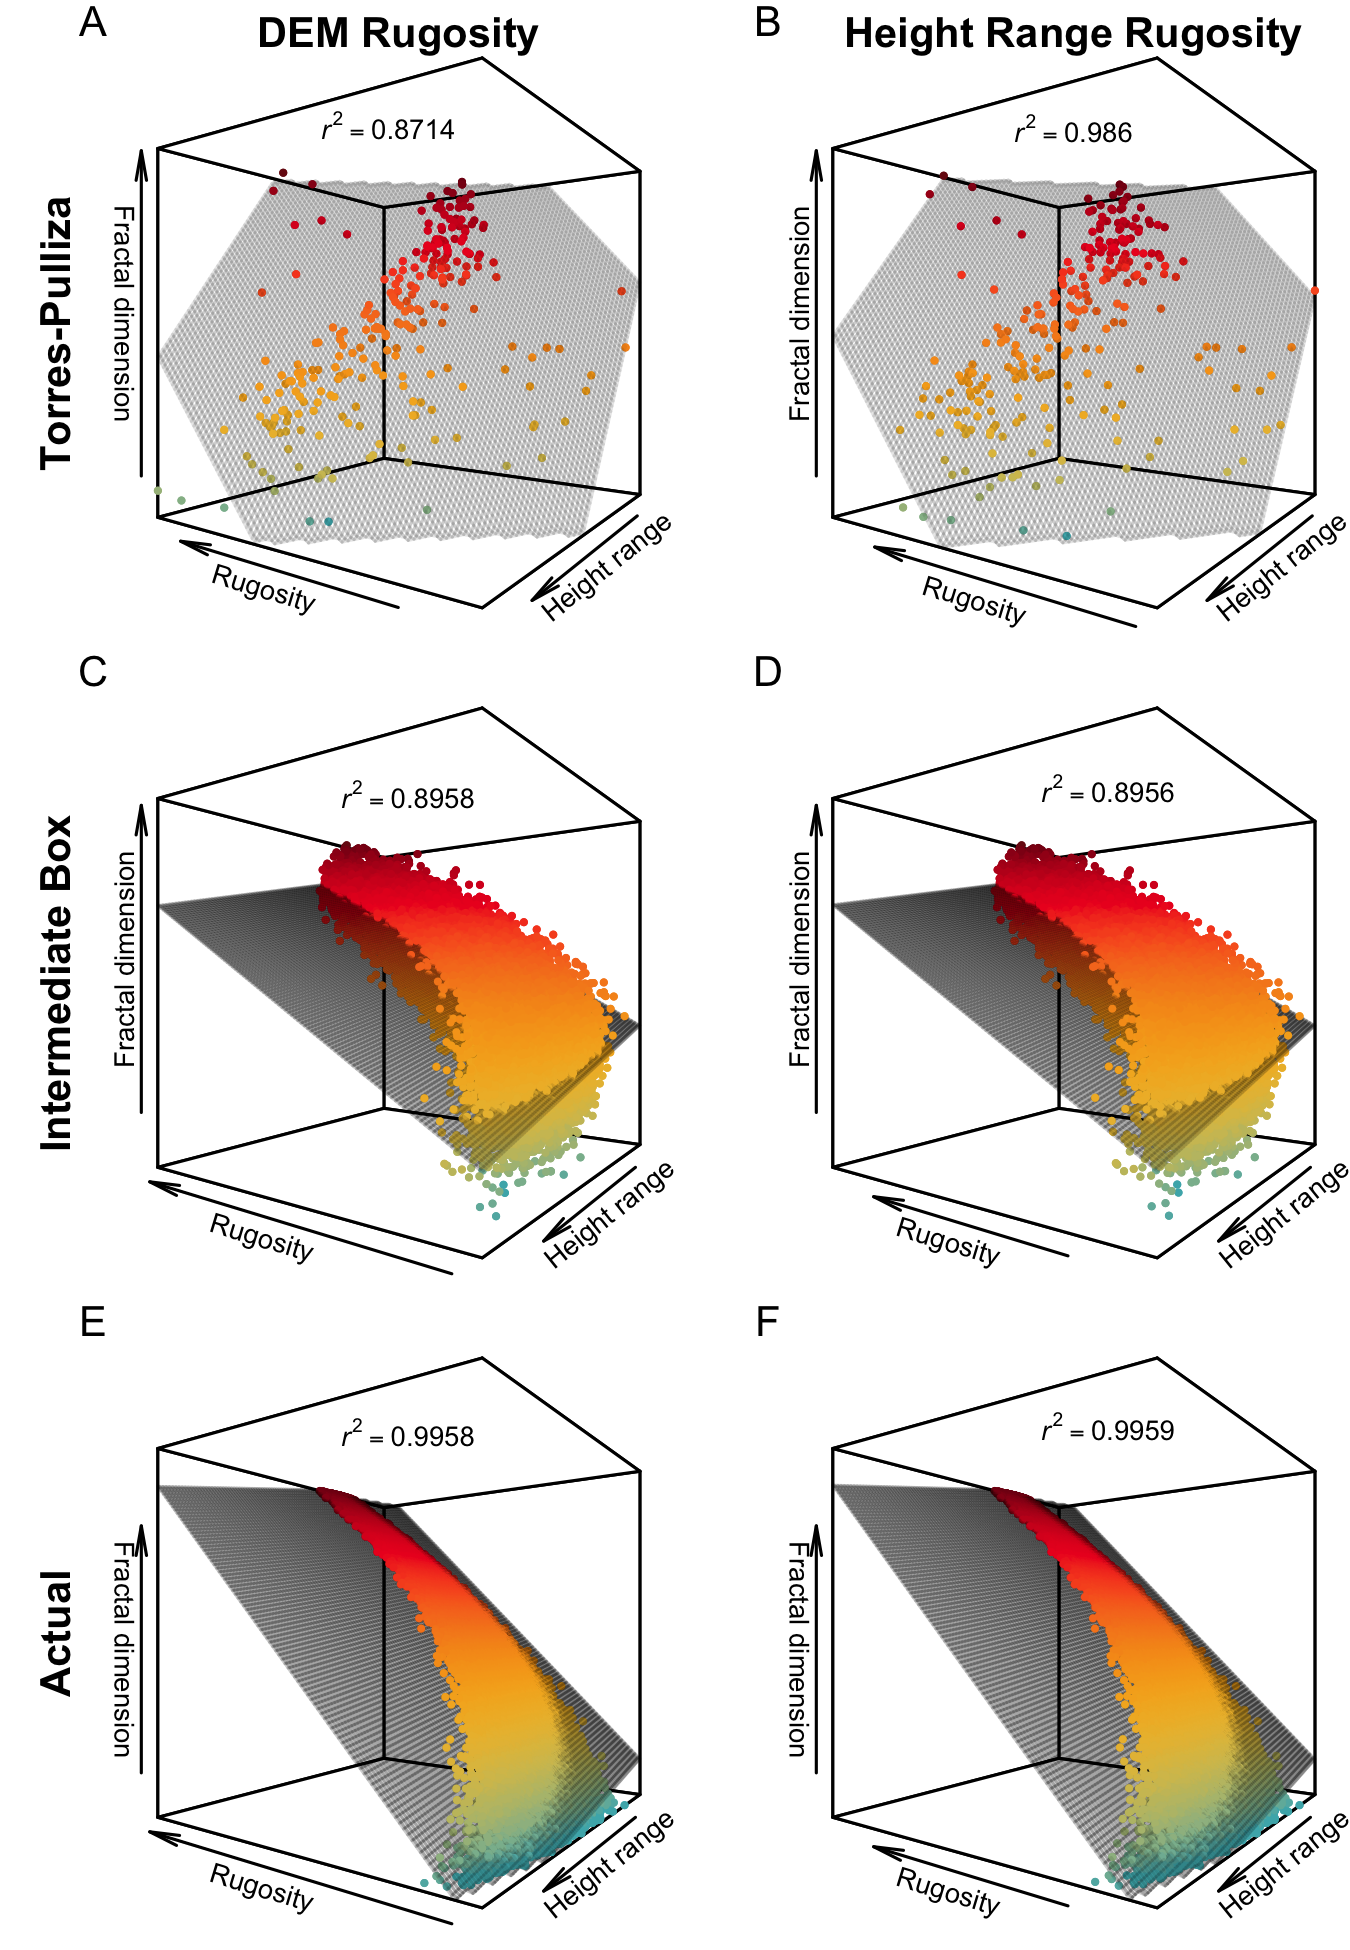 A
DEM Rugosity
B
Height Range Rugosity
Torres-Pulliza
r2 = 0.8714
Fractal dimension
Rugosity
Height range
r2 = 0.986
Fractal dimension
Rugosity
Height range
C
D
Intermediate Box
r2 = 0.8958
Fractal dimension
Rugosity
Height range
r2 = 0.8956
Fractal dimension
Rugosity
Height range
E
F
Actual
r2 = 0.9958
Fractal dimension
Rugosity
Height range
r2 = 0.9959
Fractal dimension
Rugosity
Height range